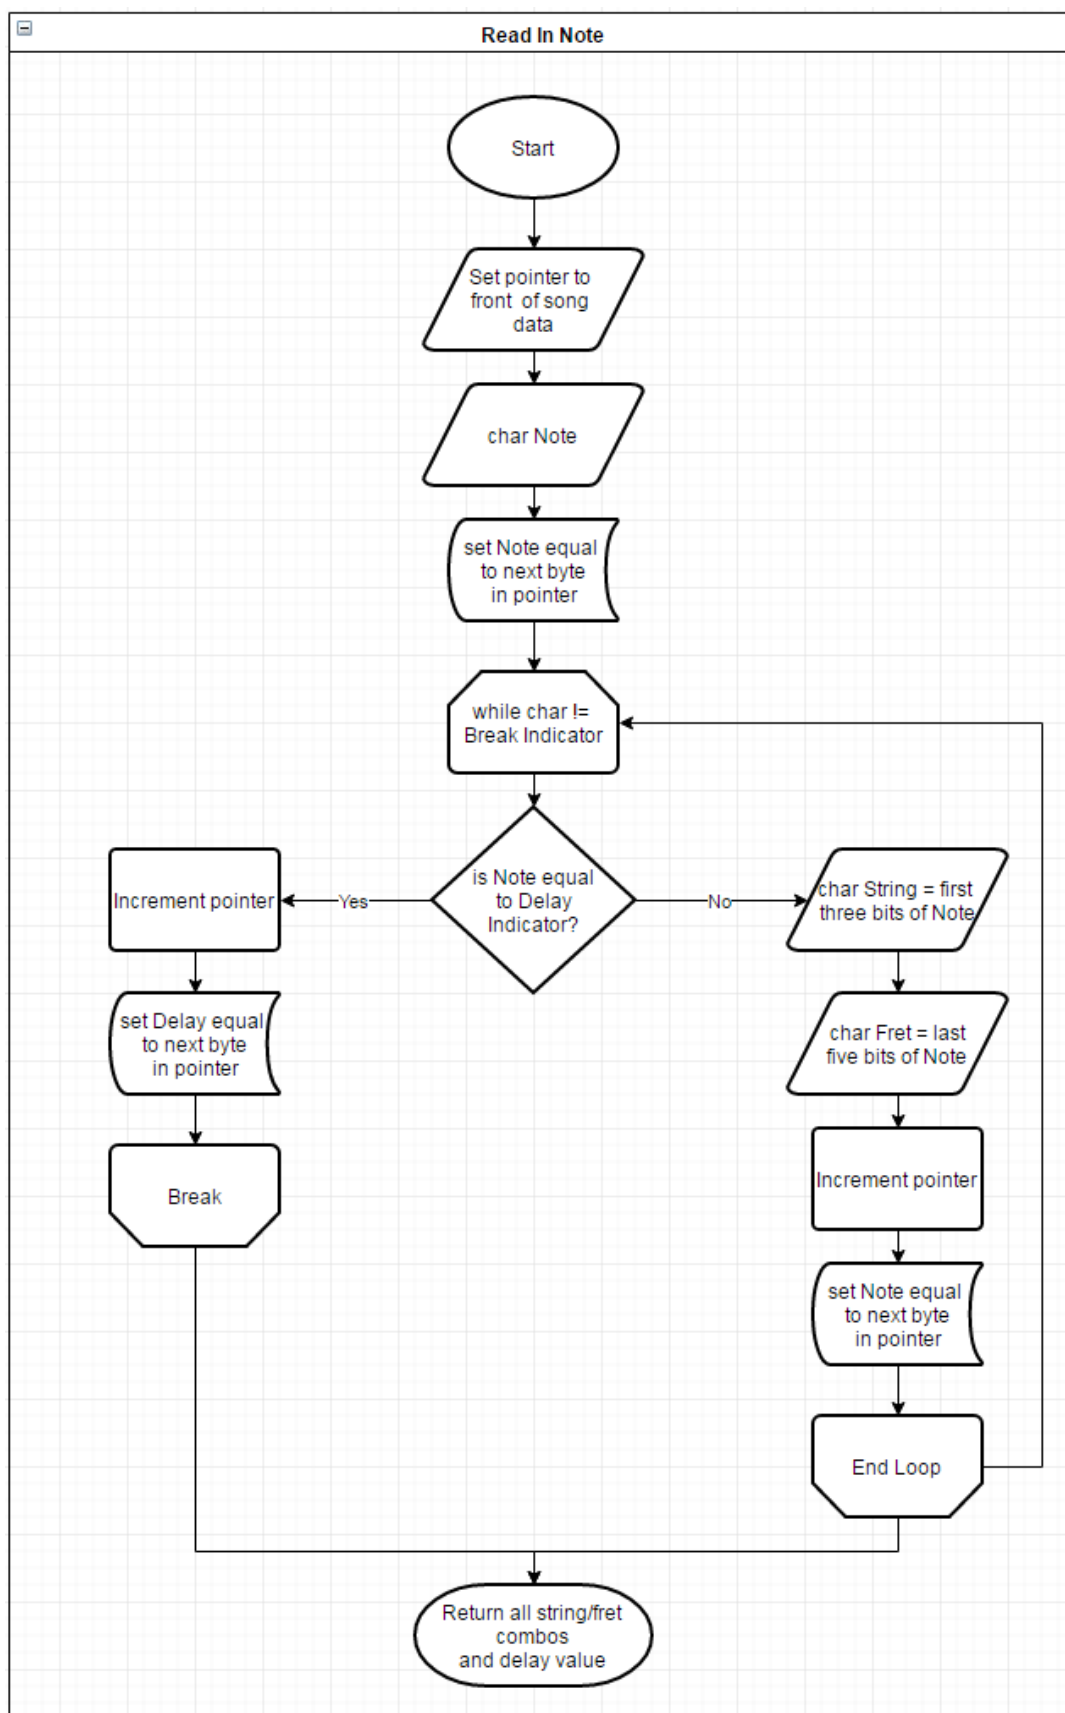 Read In Note
Start
Set pointer to
front of song
data
char Note
set Note equal
to next byte
in pointer
while char !=
Break Indicator
is Note equal
to Delay
Indicator?
Yes
No
Increment pointer
set Delay equal
to next byte
in pointer
Break
char String = first
three bits of Note
char Fret = last
five bits of Note
Increment pointer
set Note equal
to next byte
in pointer
End Loop
Return all string/fret
combos
and delay value